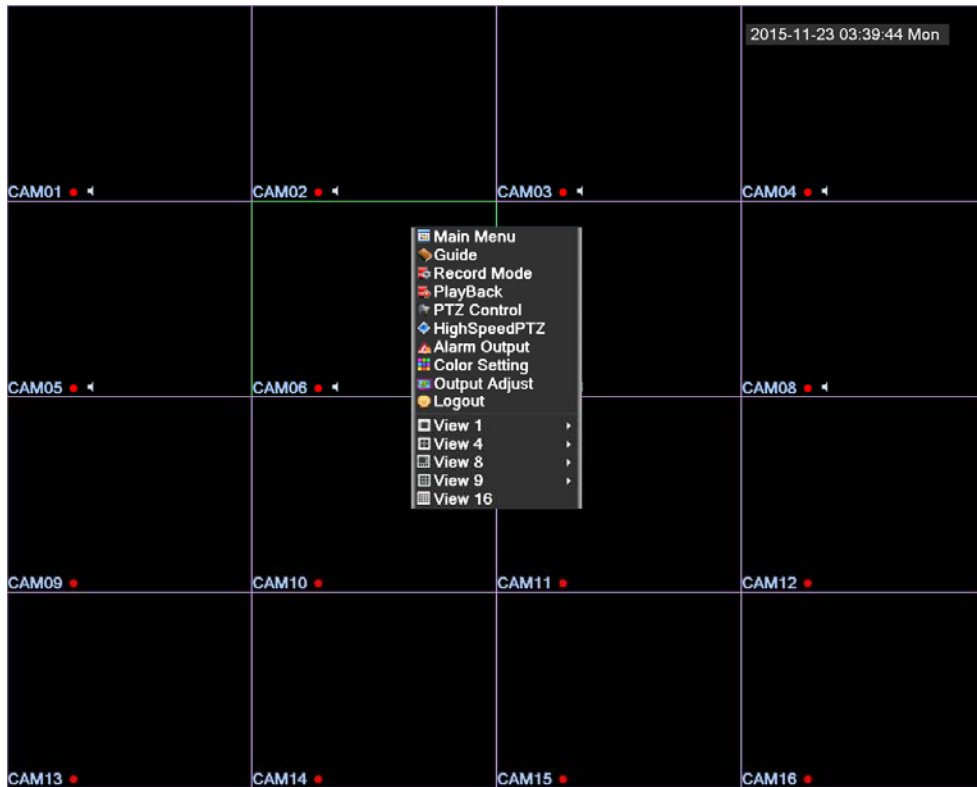 2015-11-23 03:39:44 Mon
CAM01 CAM02 CAM03 CAM04
Main Menu
Guide
Record Mode
PlayBack
PTZ Control
HighSpeedPTZ
Alarm Output
Color Setting
Output Adjust
Logout
CAM05 CAM06 CAM08
View 1
View 4
View 8
View 9
View 16
CAM09 CAM10 CAM11 CAM12
CAM13 CAM14 CAM15 CAM16